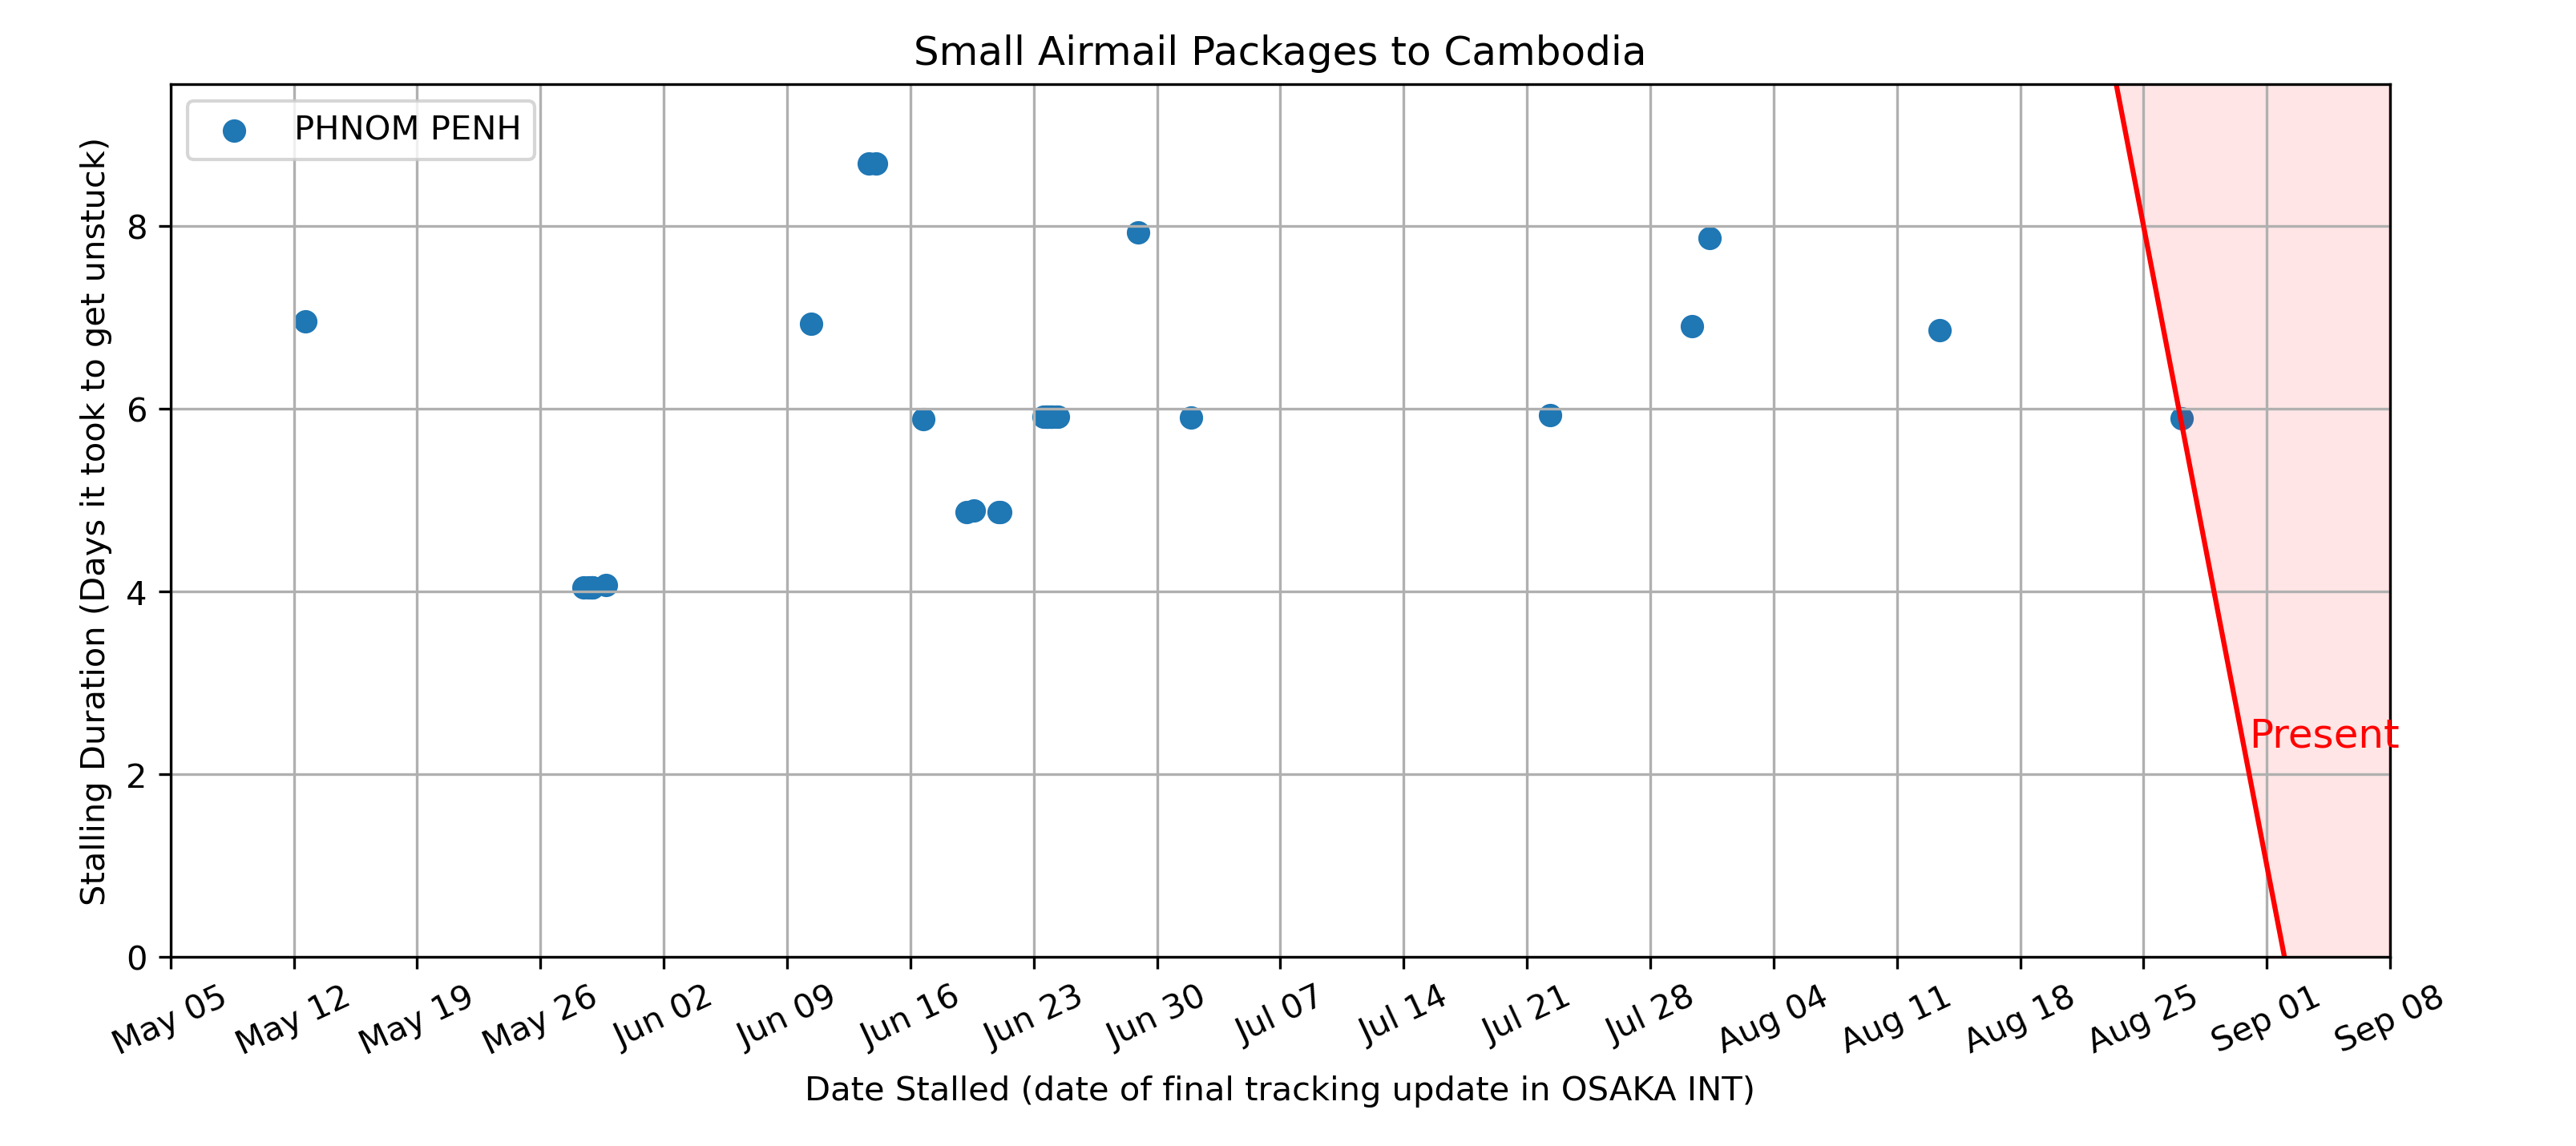 Small Airmail Packages to Cambodia
PHNOM PENH
Stalling Duration (Days it took to get unstuck)
8
6
4
2
0
Present
May 05
May 12
May 19
May 26
Jun 02
Jun 09
Jun 16
Jun 23
Jun 30
Jul 07
Jul 14
Jul 21
Jul 28
Aug 04
Aug 11
Aug 18
Aug 25
Sep 01
Sep 08
Date Stalled (date of final tracking update in OSAKA INT)